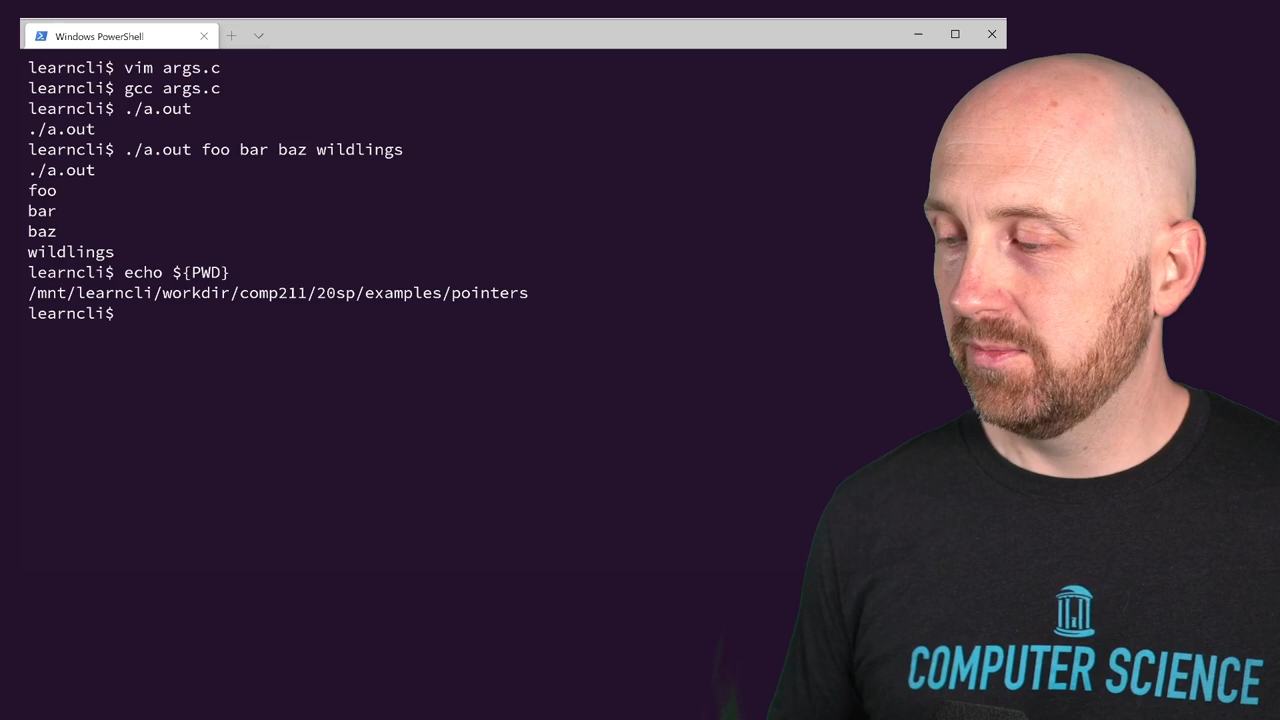 Windows PowerShell
learncli$ vim args.c
learncli$ gcc args.c
learncli$ ./a.out
./a.out
learncli$ ./a.out foo bar baz wildlings
./a.out
foo
bar
baz
wildlings
learncli$ echo ${PWD}
/mnt/learncli/workdir/comp211/20sp/examples/pointers
learncli$
COMPUTER SCIENCE